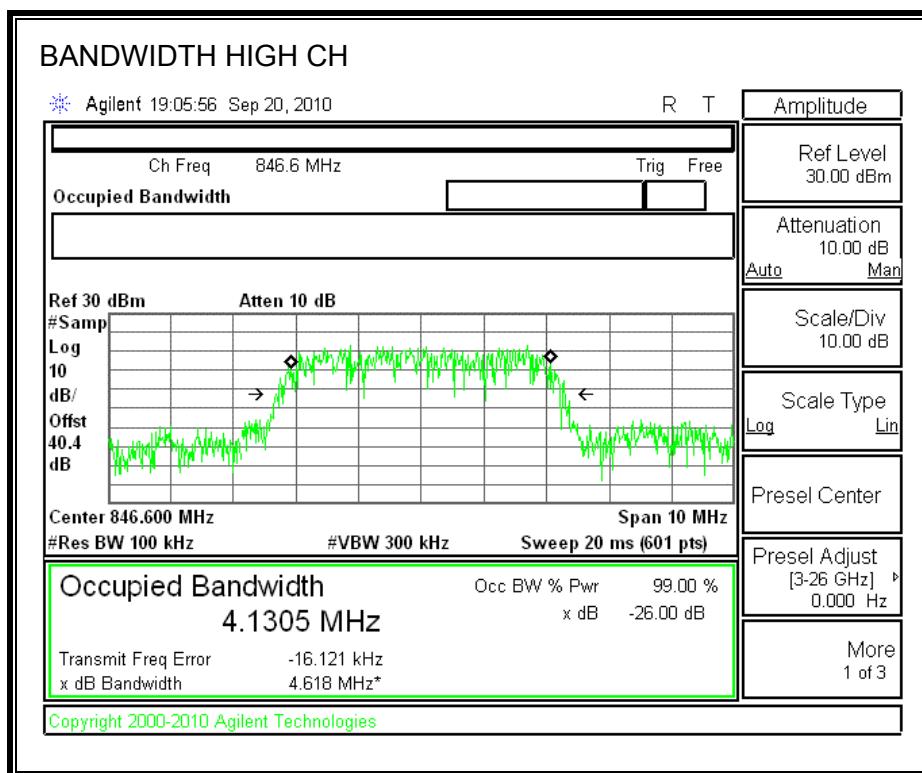 BANDWIDTH HIGH CH
Agilent 19:05:56 Sep 20, 2010 R T
Ch Freq 846.6 MHz Trig Free
Occupied Bandwidth
Ref 30 dBm Atten 10 dB
#Samp
Log
10
dB/
Offst
40.4
dB
Center 846.600 MHz Span 10 MHz
#Res BW 100 kHz #VBW 300 kHz Sweep 20 ms (601 pts)
Occupied Bandwidth Occ BW % Pwr 99.00 %
4.1305 MHz x dB -26.00 dB
Transmit Freq Error -16.121 kHz
x dB Bandwidth 4.618 MHz*
Copyright 2000-2010 Agilent Technologies
Amplitude
Ref Level
30.00 dBm
Attenuation
10.00 dB
Auto Man
Scale/Div
10.00 dB
Scale Type
Log Lin
Presel Center
Presel Adjust
[3-26 GHz]
0.000 Hz
More
1 of 3